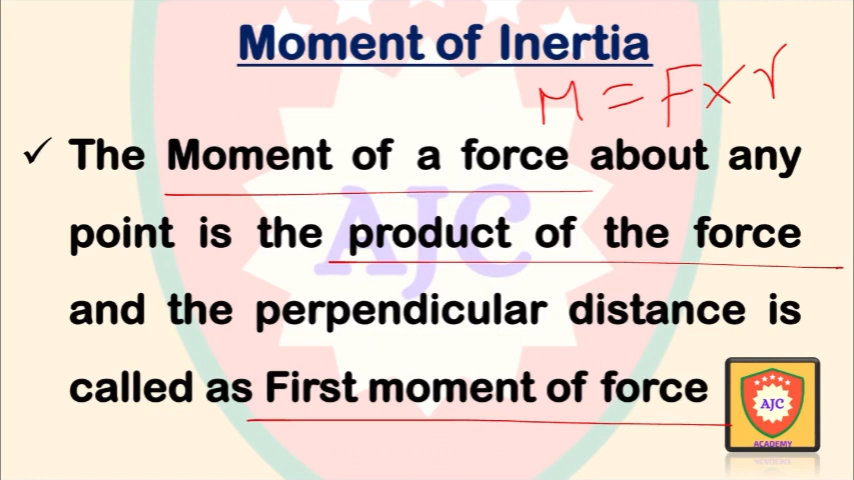 Moment of Inertia
M = F × r
✓ The Moment of a force about any
point is the product of the force
and the perpendicular distance is
called as First moment of force
AJC
AJC
ACADEMY